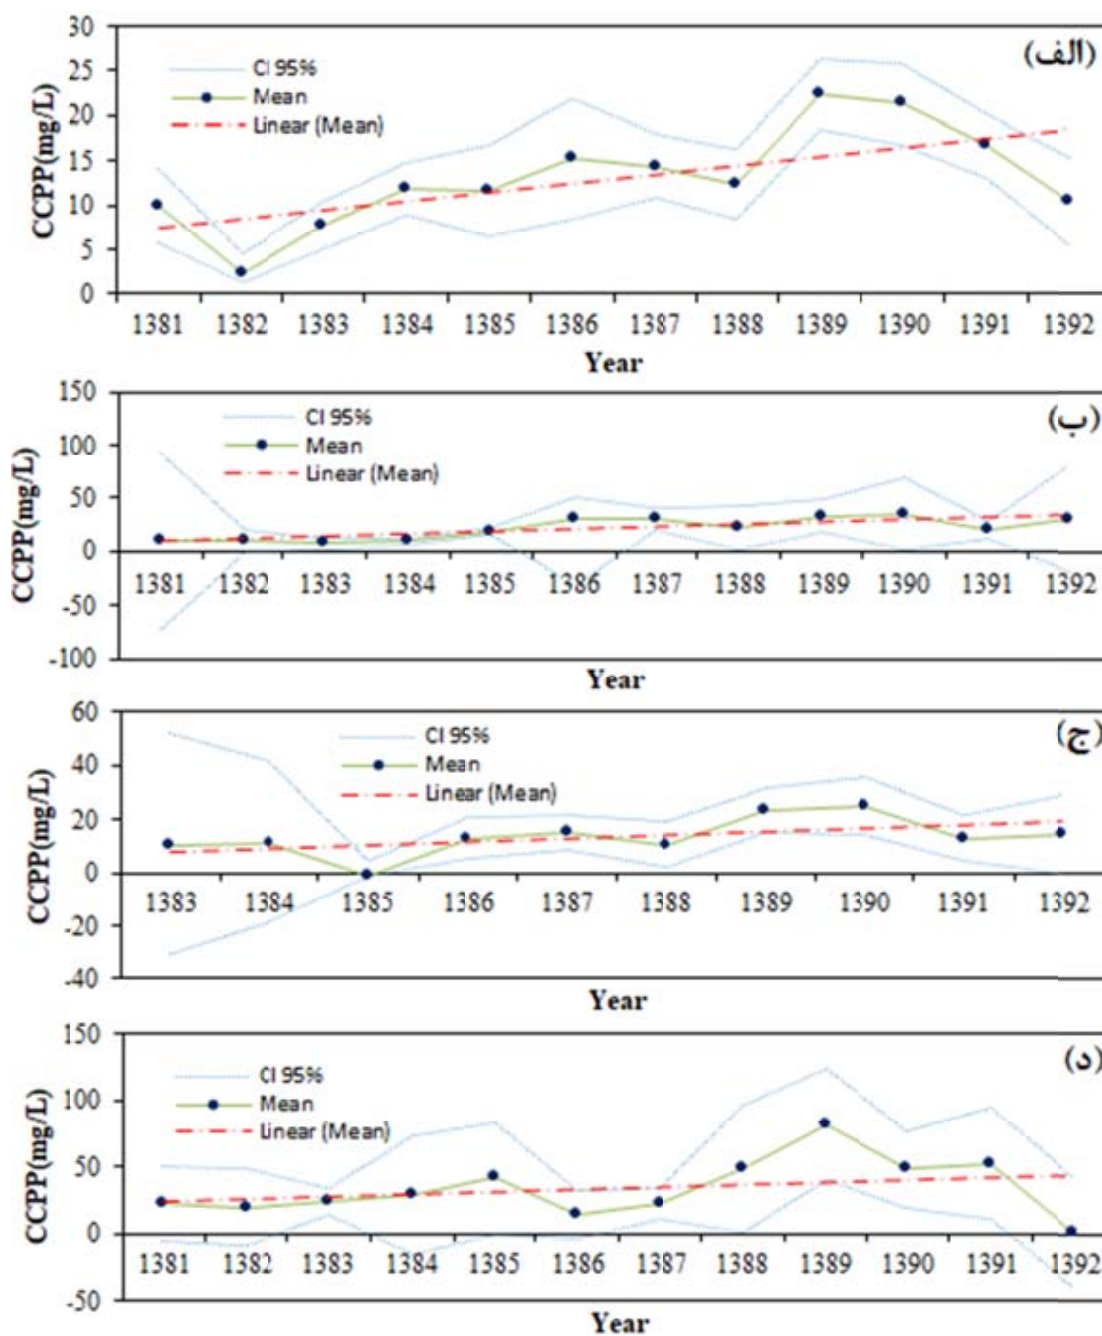 (الف)
CI 95%
Mean
Linear (Mean)
CCPP(mg/L)
30
25
20
15
10
5
0
1381 1382 1383 1384 1385 1386 1387 1388 1389 1390 1391 1392
Year
(ب)
CI 95%
Mean
Linear (Mean)
CCPP(mg/L)
150
100
50
0
-50
-100
1381 1382 1383 1384 1385 1386 1387 1388 1389 1390 1391 1392
Year
(ج)
CI 95%
Mean
Linear (Mean)
CCPP(mg/L)
60
40
20
0
-20
-40
1383 1384 1385 1386 1387 1388 1389 1390 1391 1392
Year
(د)
CI 95%
Mean
Linear (Mean)
CCPP(mg/L)
150
100
50
0
-50
1381 1382 1383 1384 1385 1386 1387 1388 1389 1390 1391 1392
Year